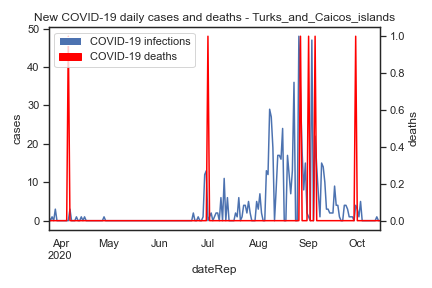 New COVID-19 daily cases and deaths - Turks_and_Caicos_islands
COVID-19 infections
COVID-19 deaths
50
40
30
20
10
0
cases
1.0
0.8
0.6
0.4
0.2
0.0
deaths
Apr May Jun Jul Aug Sep Oct
2020
dateRep